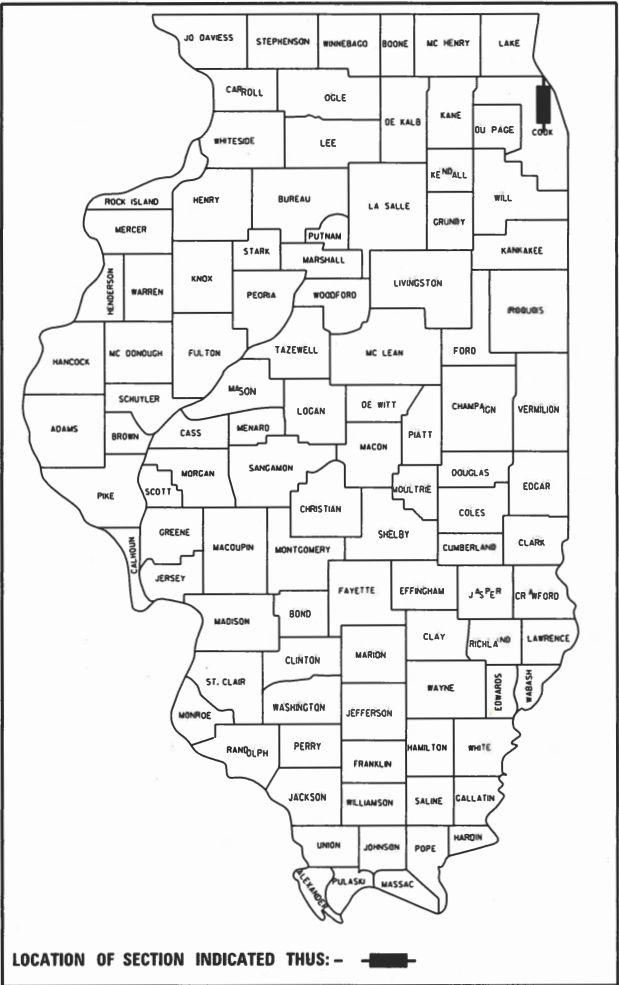 JO DAVIESS STEPHENSON WINNEBAGO BOONE MC HENRY LAKE
CARROLL OGLE DE KALB KANE DU PAGE COOK
WHITESIDE LEE
KENDALL
ROCK ISLAND HENRY BUREAU LA SALLE WILL
MERCER PUTNAM GRUNDY
STARK MARSHALL KANKAKEE
HENDERSON WARREN KNOX PEORIA WOODFORD LIVINGSTON IROQUOIS
HANCOCK MC DONOUGH FULTON TAZEWELL MC LEAN FORD
SCHUYLER MASON
ADAMS BROWN CASS MENARD LOGAN DE WITT PIATT CHAMPAIGN VERMILION
MACON
PIKE SCOTT MORGAN SANGAMON MOULTRIE DOUGLAS EDGAR
CHRISTIAN COLES
CALHOUN GREENE MACOUPIN MONTGOMERY SHELBY CUMBERLAND CLARK
JERSEY FAYETTE EFFINGHAM JASPER CRAWFORD
MADISON BOND
CLAY RICHLAND LAWRENCE
CLINTON MARION
ST. CLAIR WAYNE EDWARDS WABASH
MONROE WASHINGTON JEFFERSON
RANDOLPH PERRY HAMILTON WHITE
FRANKLIN
JACKSON WILLIAMSON SALINE GALLATIN
UNION JOHNSON POPE HARDIN
ALEXANDER PULASKI MASSAC
LOCATION OF SECTION INDICATED THUS: -